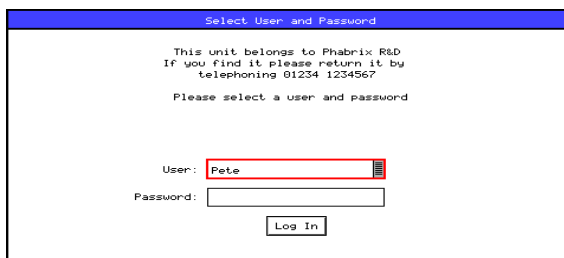 Select User and Password
This unit belongs to Phabrix R&D
If you find it please return it by
telephoning 01234 1234567
Please select a user and password
User: Pete
Password:
Log In